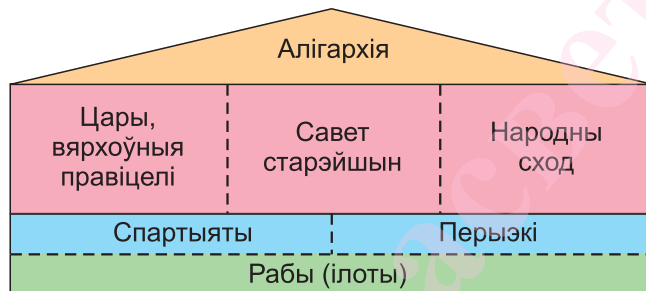 Алігархія
Цары,
вярхоўныя
правіцелі
Савет
старэйшын
Народны
сход
Спартыяты
Перыэкі
Рабы (ілоты)